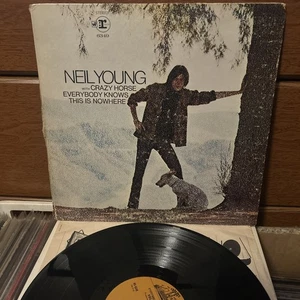 NEIL YOUNG
WITH CRAZY HORSE
EVERYBODY KNOWS
THIS IS NOWHERE